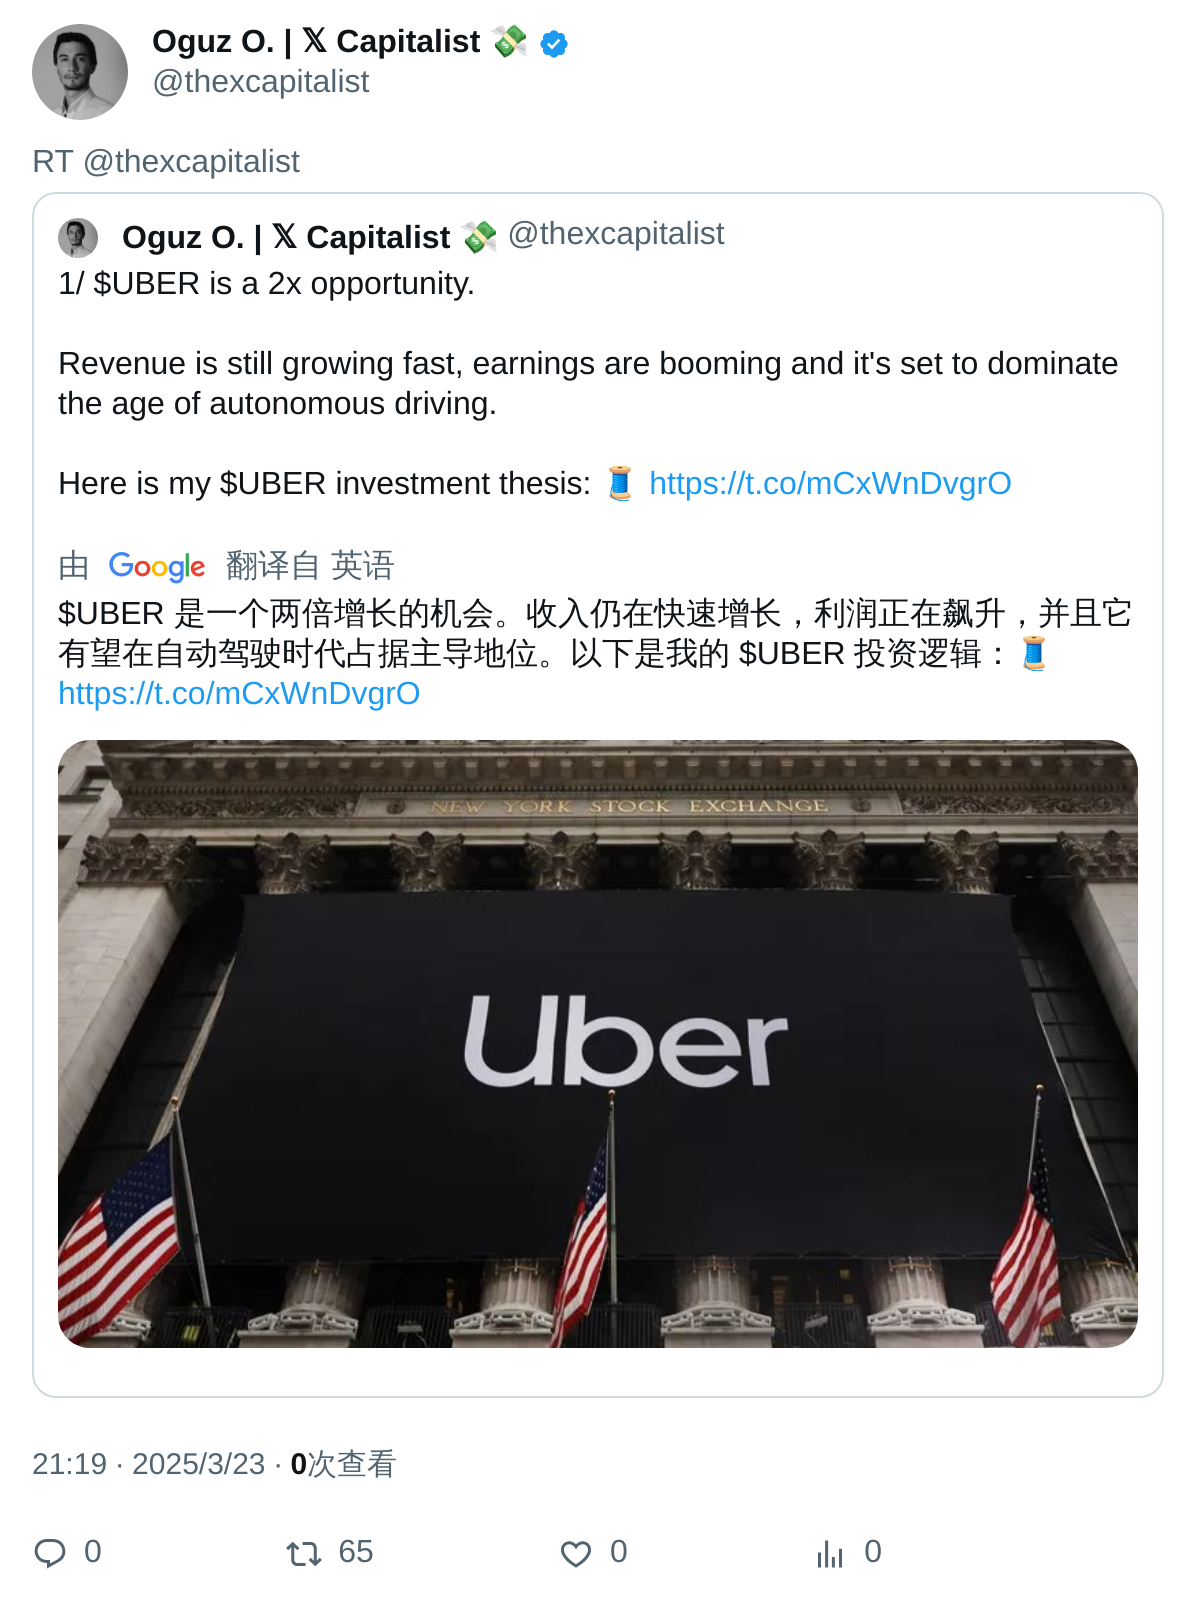 Oguz O. | 𝕏 Capitalist 💸
@thexcapitalist
RT @thexcapitalist
Oguz O. | 𝕏 Capitalist 💸 @thexcapitalist
1/ $UBER is a 2x opportunity.
Revenue is still growing fast, earnings are booming and it's set to dominate
the age of autonomous driving.
Here is my $UBER investment thesis: 🧵 https://t.co/mCxWnDvgrO
由 Google 翻译自 英语
$UBER 是一个两倍增长的机会。收入仍在快速增长，利润正在飙升，并且它
有望在自动驾驶时代占据主导地位。以下是我的 $UBER 投资逻辑：🧵
https://t.co/mCxWnDvgrO
NEW YORK STOCK EXCHANGE
Uber
21:19 · 2025/3/23 · 0次查看
0 65 0 0